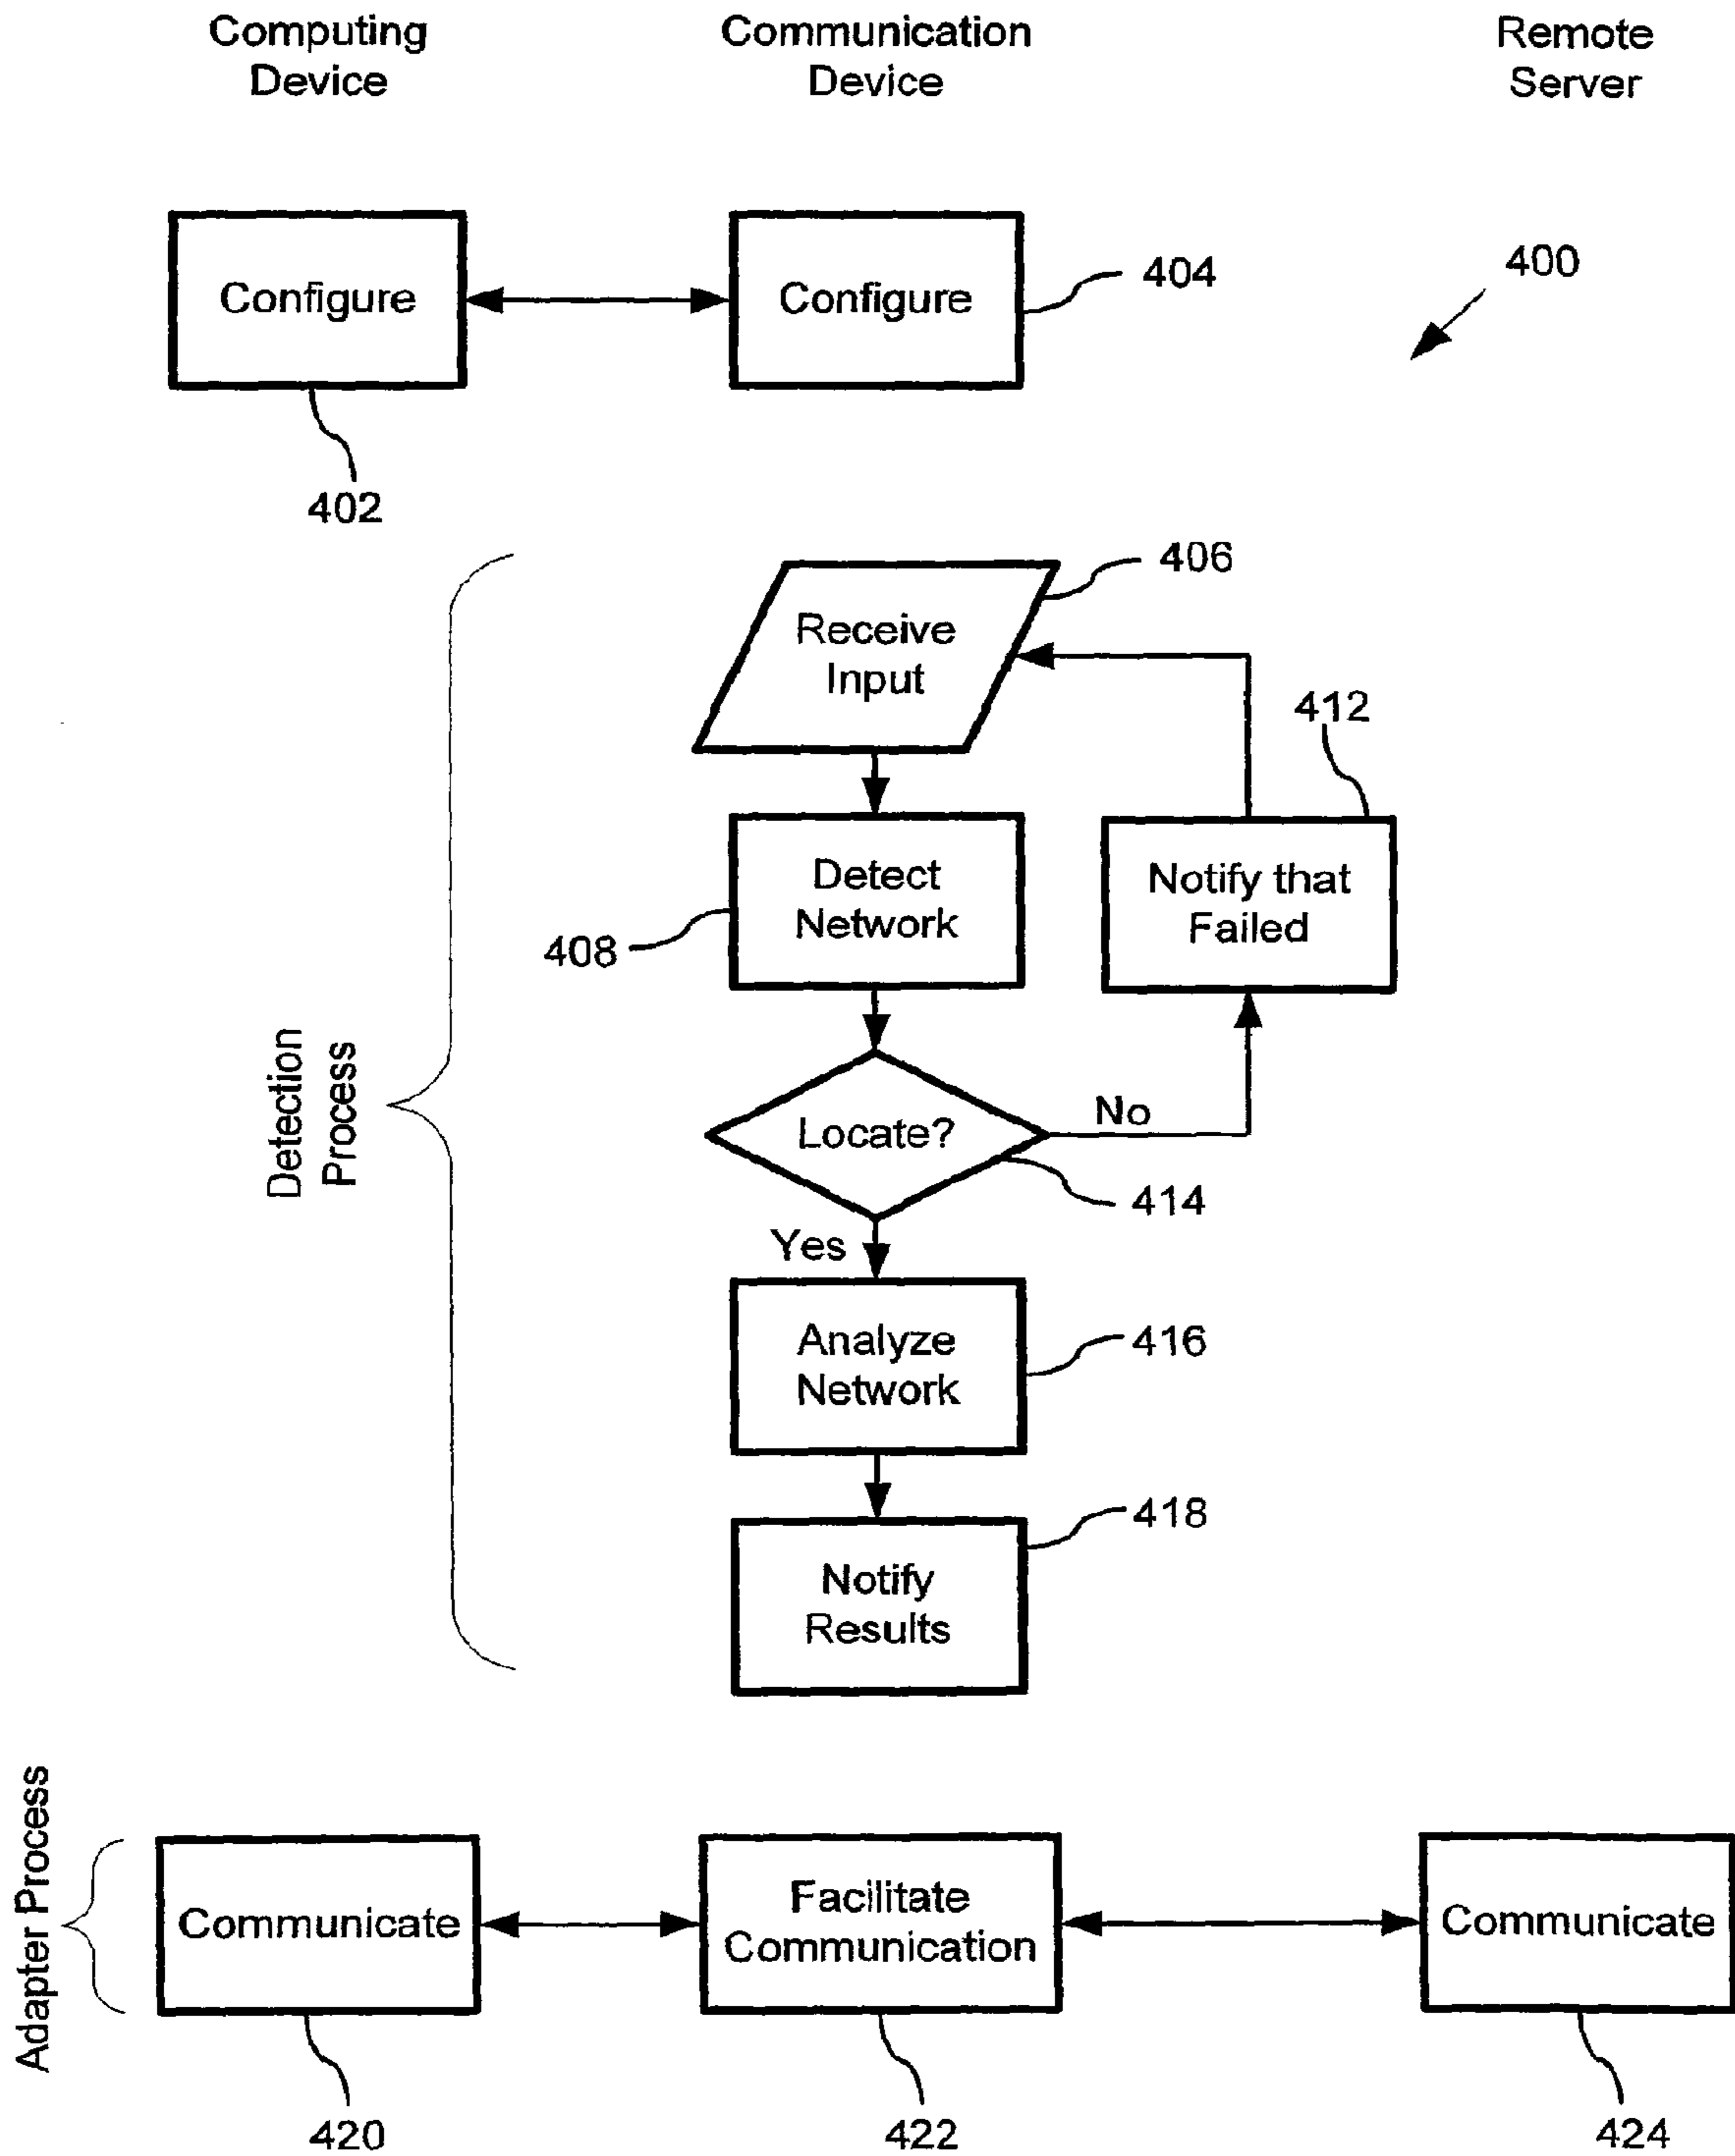 Computing
Device
Communication
Device
Remote
Server
Configure
Configure
404
400
402
406
Receive
Input
412
Detect
Network
Notify that
Failed
408
Detection
Process
Locate?
No
414
Yes
Analyze
Network
416
418
Notify
Results
Adapter Process
Communicate
Facilitate
Communication
Communicate
420
422
424